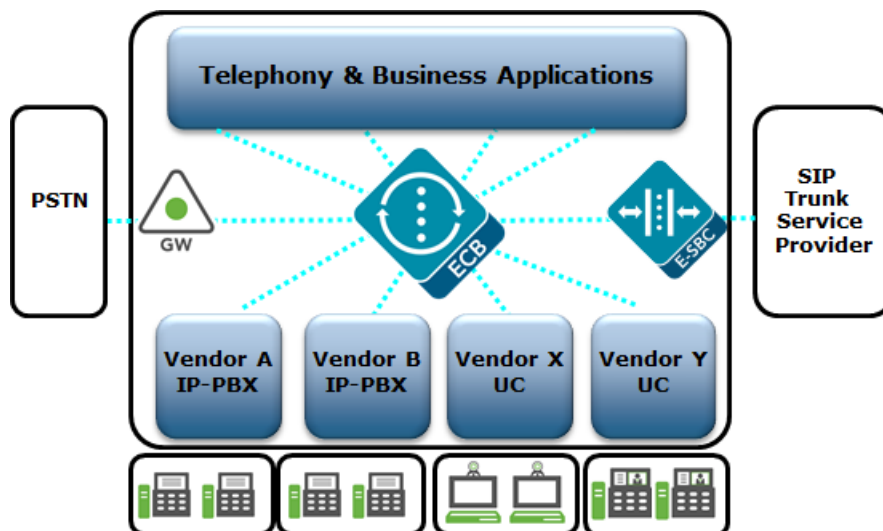 Telephony & Business Applications
PSTN
GW
ECB
E-SBC
SIP
Trunk
Service
Provider
Vendor A
IP-PBX
Vendor B
IP-PBX
Vendor X
UC
Vendor Y
UC